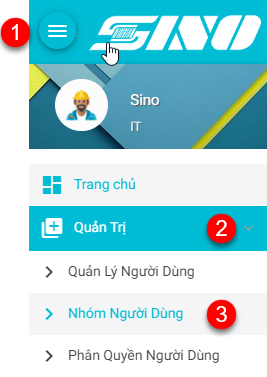 1
SINO
Sino
IT
Trang chủ
Quản Trị 2
Quản Lý Người Dùng
Nhóm Người Dùng 3
Phân Quyền Người Dùng